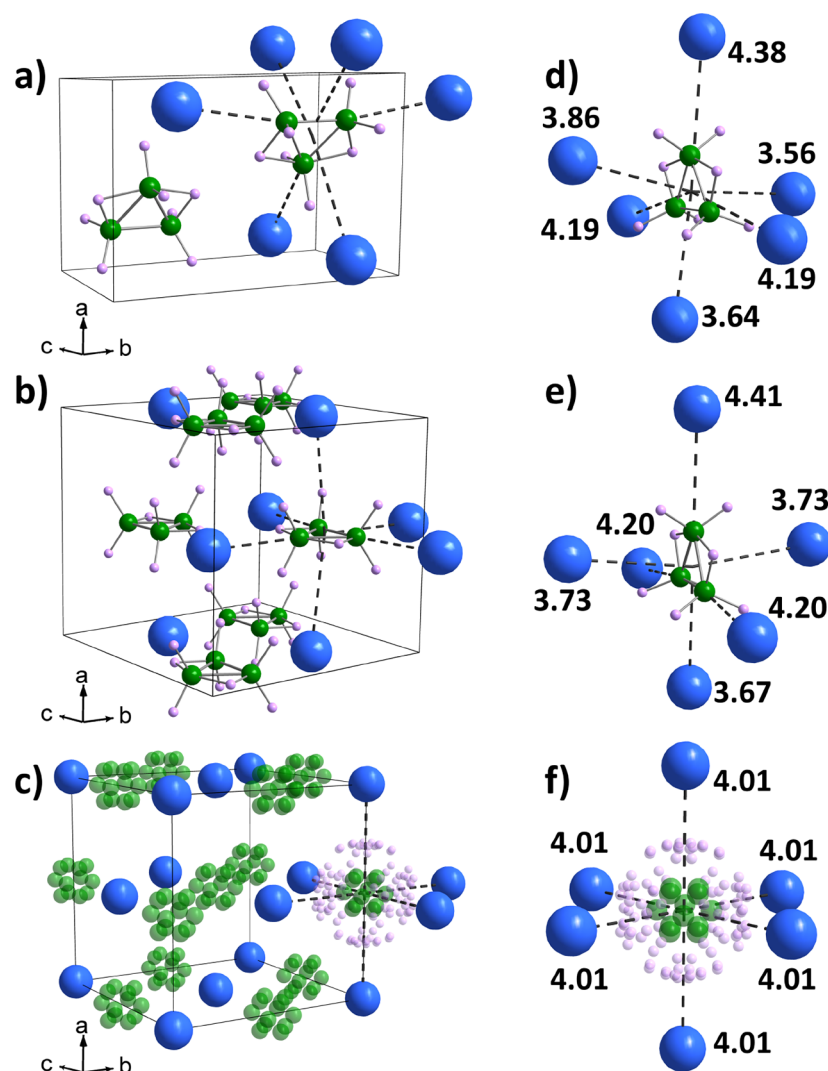 a)
a
c
b
d)
4.38
3.86
3.56
4.19
4.19
3.64
b)
a
c
b
e)
4.41
3.73
4.20
3.73
4.20
3.67
c)
a
c
b
f)
4.01
4.01
4.01
4.01
4.01
4.01